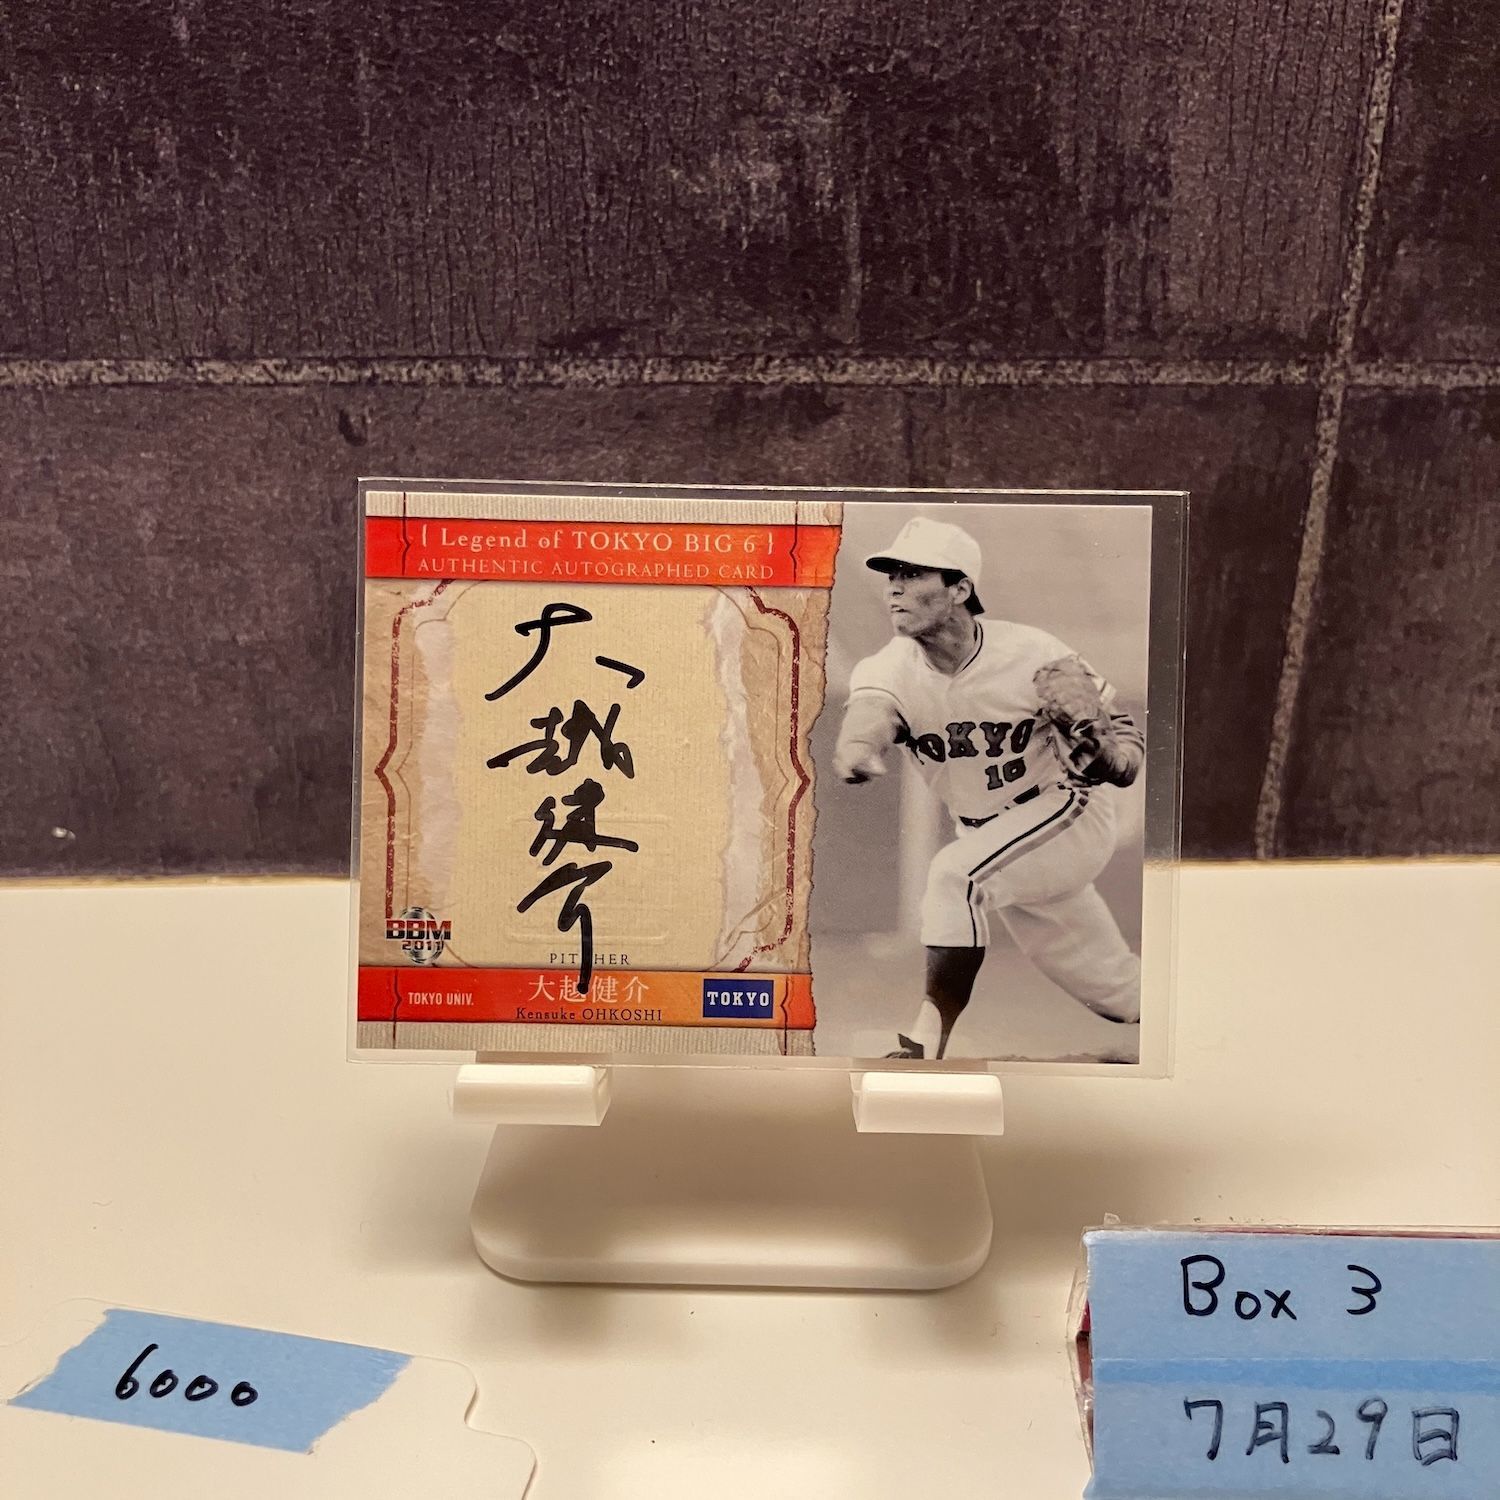 { Legend of TOKYO BIG 6 }
AUTHENTIC AUTOGRAPHED CARD
大越健介
TOKYO
10
BBM
2011
PITCHER
TOKYO UNIV.
大越健介
Kensuke OHKOSHI
TOKYO
6000
Box 3
7月29日